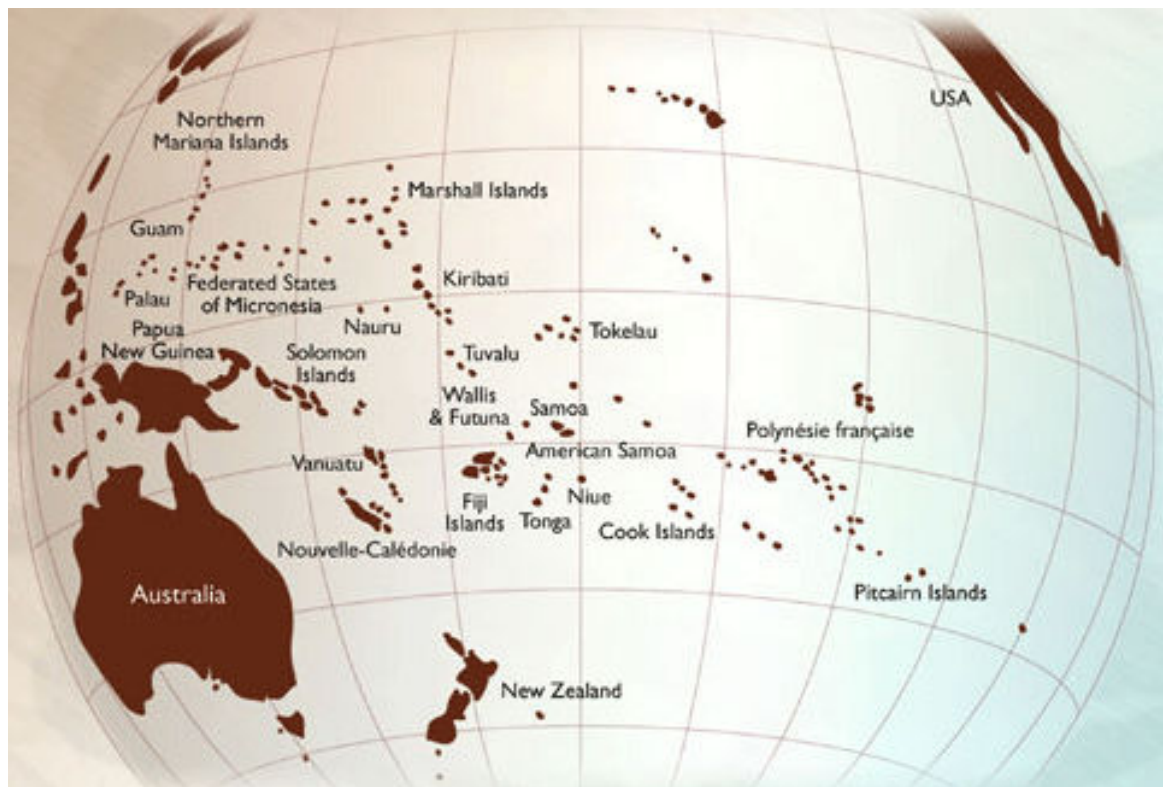 USA
Northern
Mariana Islands
Marshall Islands
Guam
Federated States
of Micronesia
Kiribati
Palau
Nauru
Papua
New Guinea
Solomon
Islands
Tuvalu
Tokelau
Wallis
& Futuna
Samoa
American Samoa
Polynésie française
Vanuatu
Fiji
Islands
Niue
Tonga
Cook Islands
Nouvelle-Calédonie
Australia
Pitcairn Islands
New Zealand